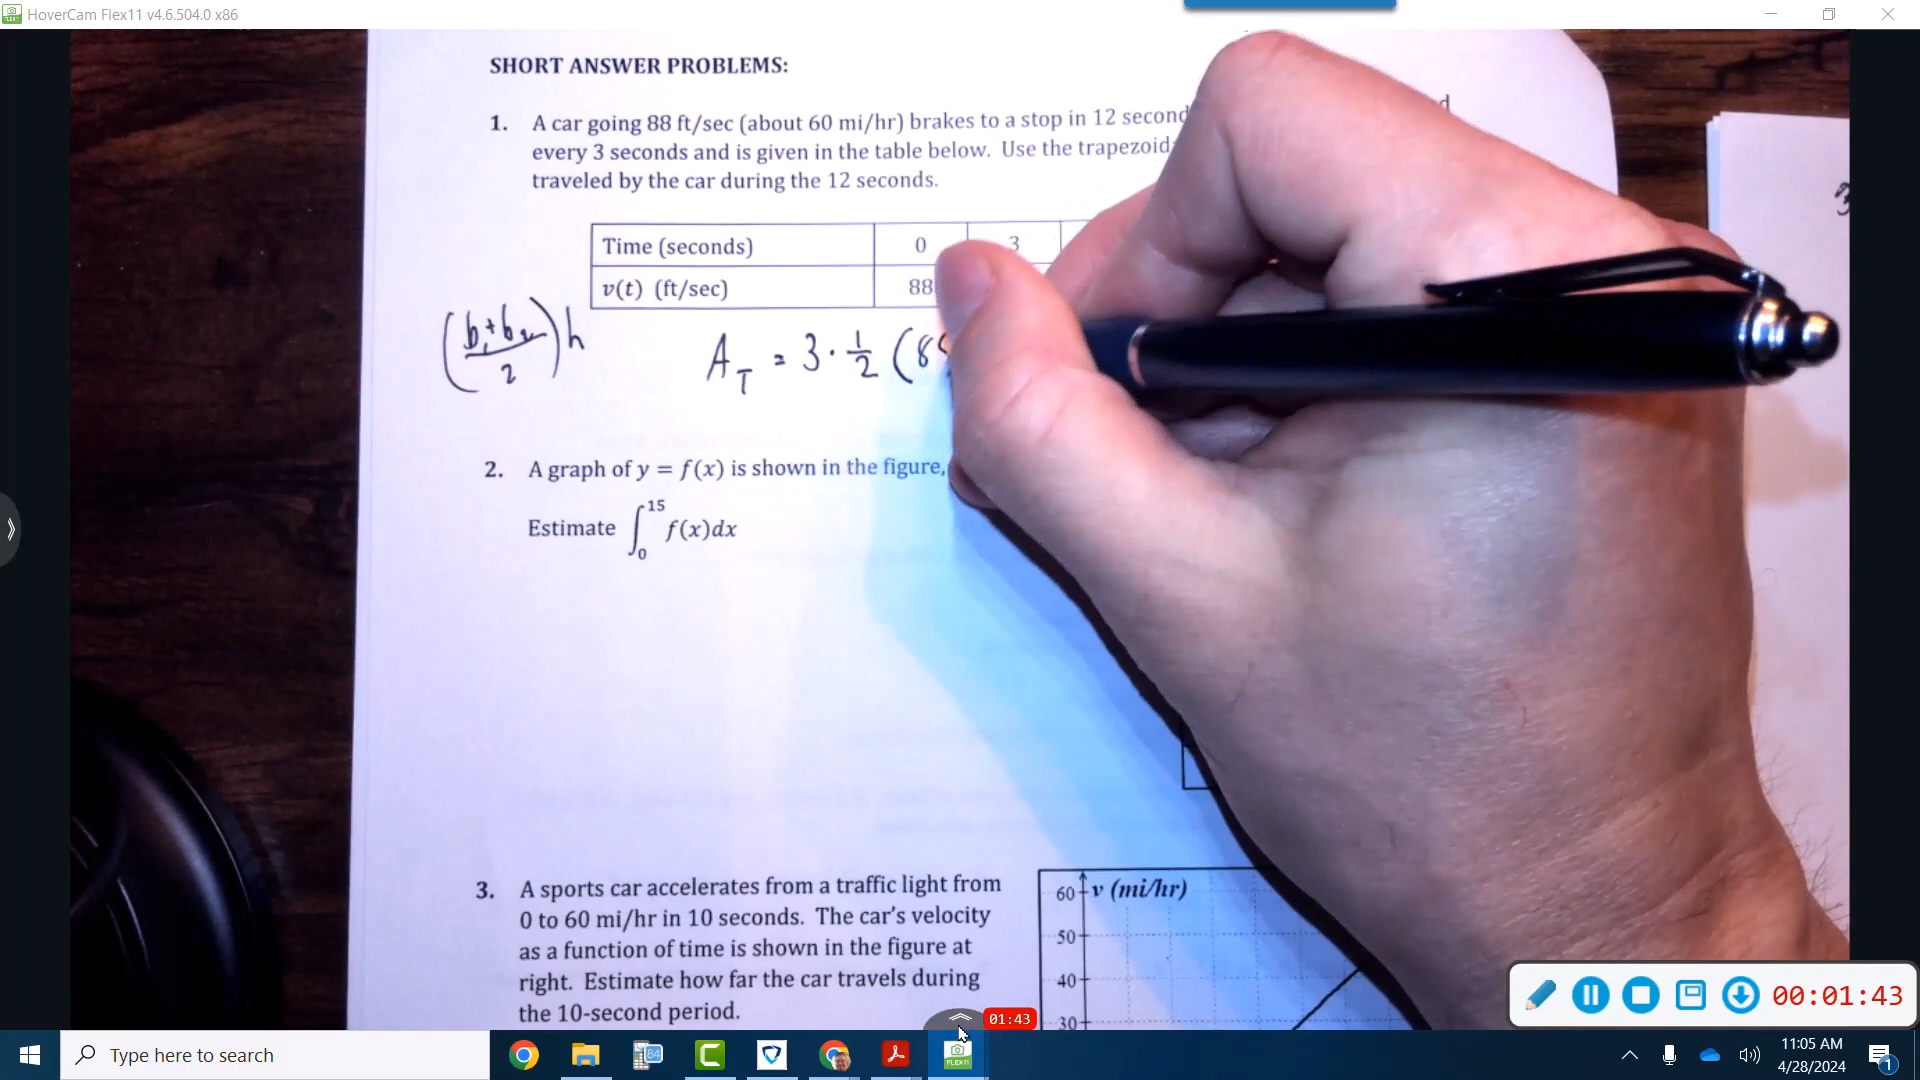 HoverCam Flex11 v4.6.504.0 x86
SHORT ANSWER PROBLEMS:
1. A car going 88 ft/sec (about 60 mi/hr) brakes to a stop in 12
every 3 seconds and is given in the table below. Use the
traveled by the car during the 12 seconds.
Time (seconds) 0 3
v(t) (ft/sec) 88
(b₁+b₂/2)h
A_T = 3 · 1/2 (8
2. A graph of y = f(x) is shown in the figure,
Estimate ∫₀¹⁵ f(x)dx
3. A sports car accelerates from a traffic light from
0 to 60 mi/hr in 10 seconds. The car's velocity
as a function of time is shown in the figure at
right. Estimate how far the car travels during
the 10-second period.
v (mi/hr)
60
50
40
30
00:01:43
01:43
Type here to search
84
FLEX11
11:05 AM
4/28/2024
1